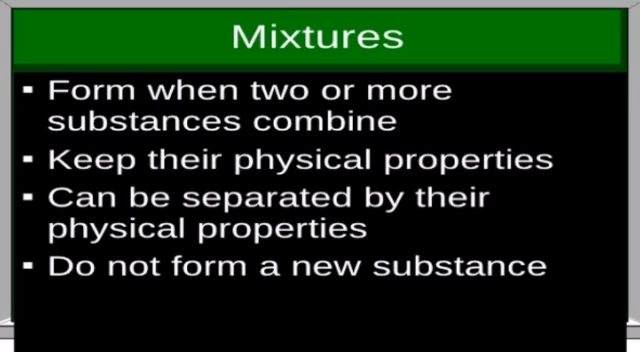 Mixtures
▪ Form when two or more
substances combine
▪ Keep their physical properties
▪ Can be separated by their
physical properties
▪ Do not form a new substance